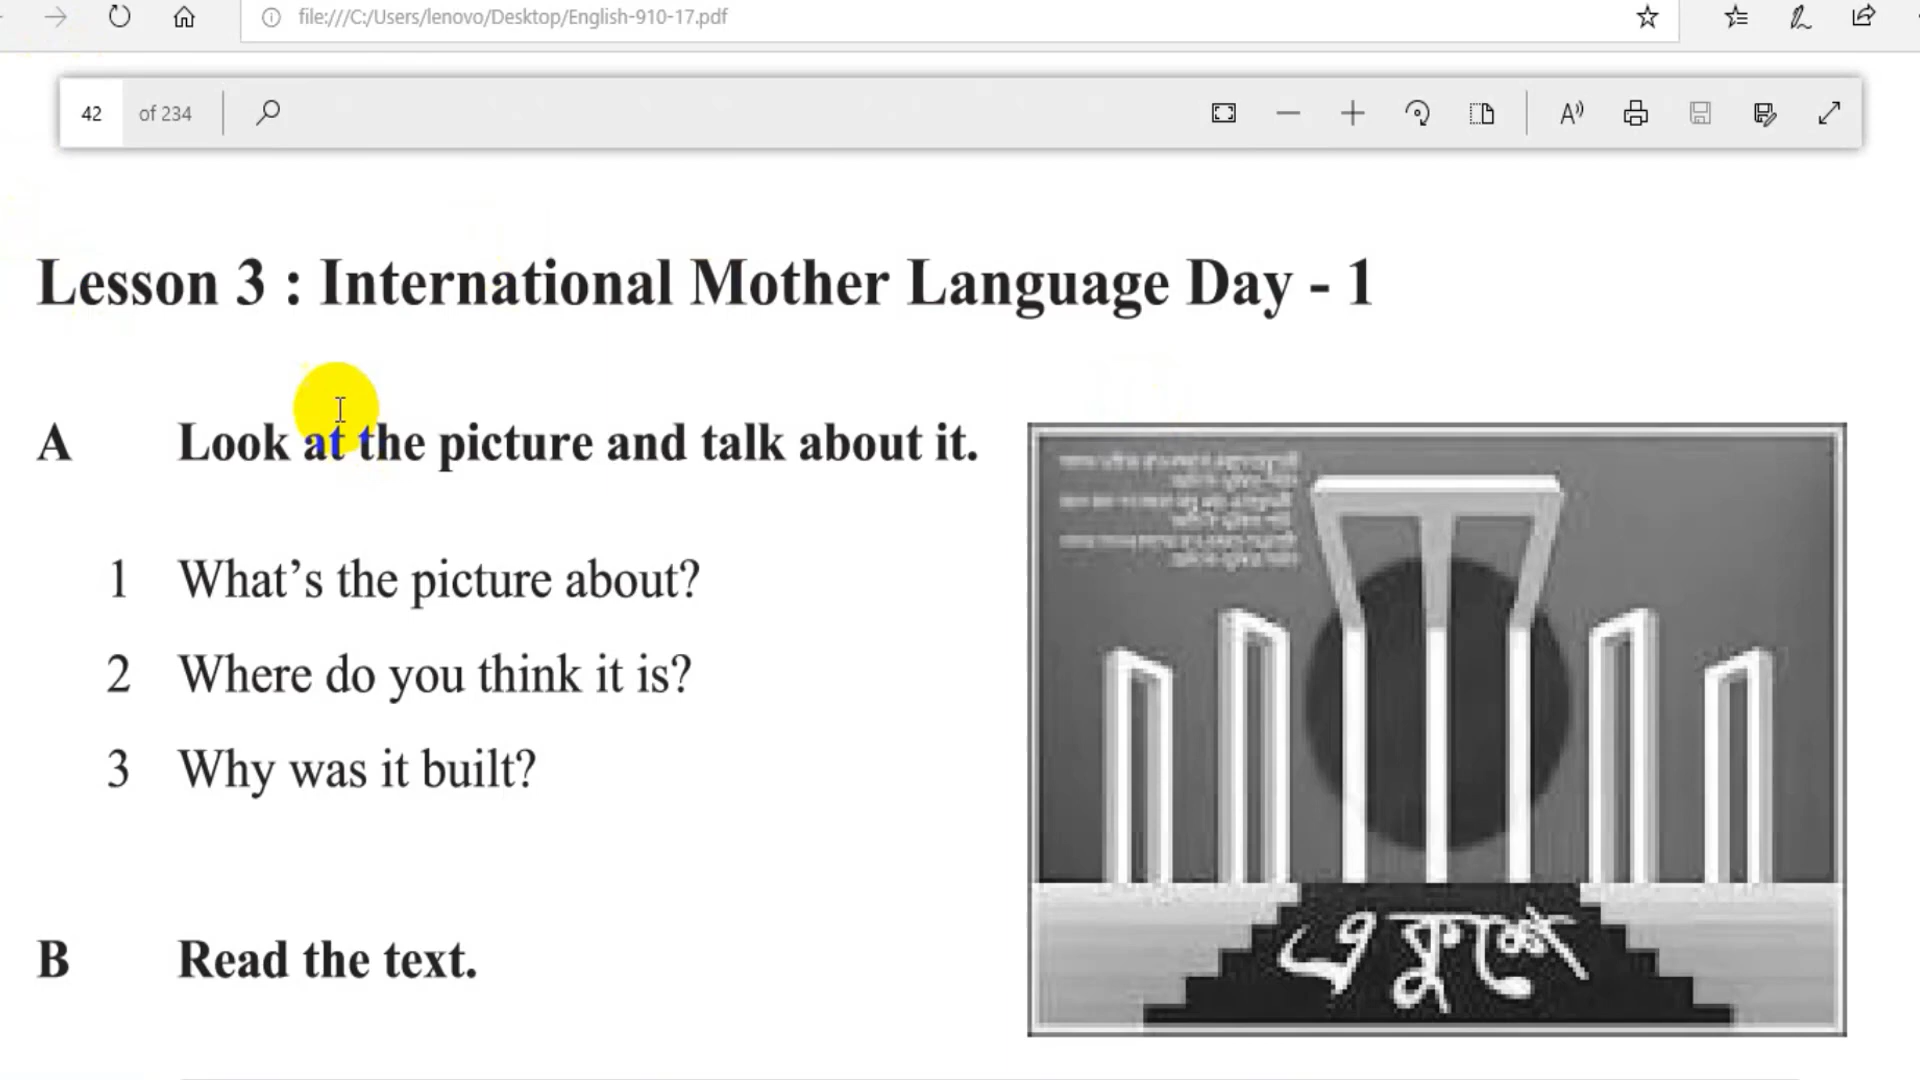 file:///C:/Users/lenovo/Desktop/English-910-17.pdf
42 of 234
Lesson 3 : International Mother Language Day - 1
A Look at the picture and talk about it.
1 What’s the picture about?
2 Where do you think it is?
3 Why was it built?
একুশে
B Read the text.